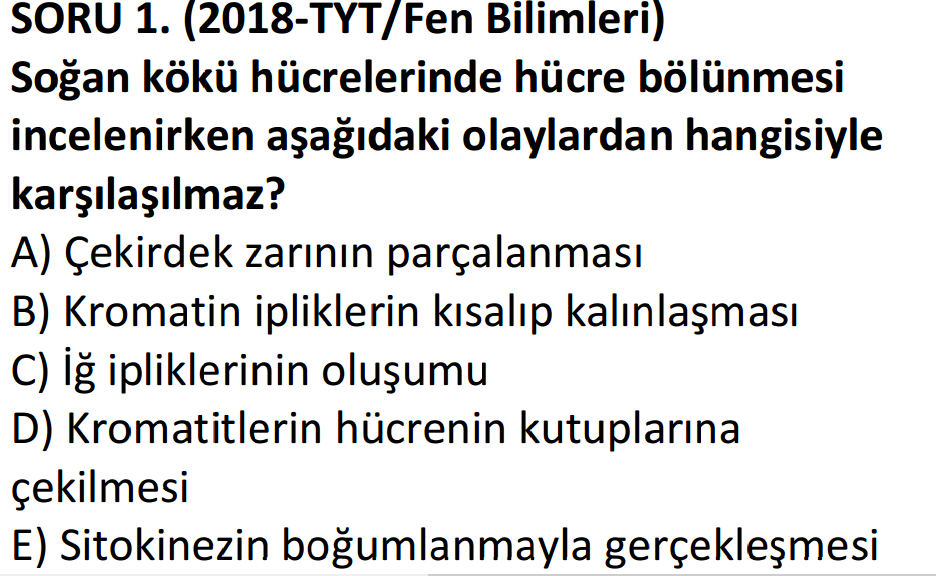 SORU 1. (2018-TYT/Fen Bilimleri)
Soğan kökü hücrelerinde hücre bölünmesi
incelenirken aşağıdaki olaylardan hangisiyle
karşılaşılmaz?
A) Çekirdek zarının parçalanması
B) Kromatin ipliklerin kısalıp kalınlaşması
C) İğ ipliklerinin oluşumu
D) Kromatitlerin hücrenin kutuplarına
çekilmesi
E) Sitokinezin boğumlanmayla gerçekleşmesi